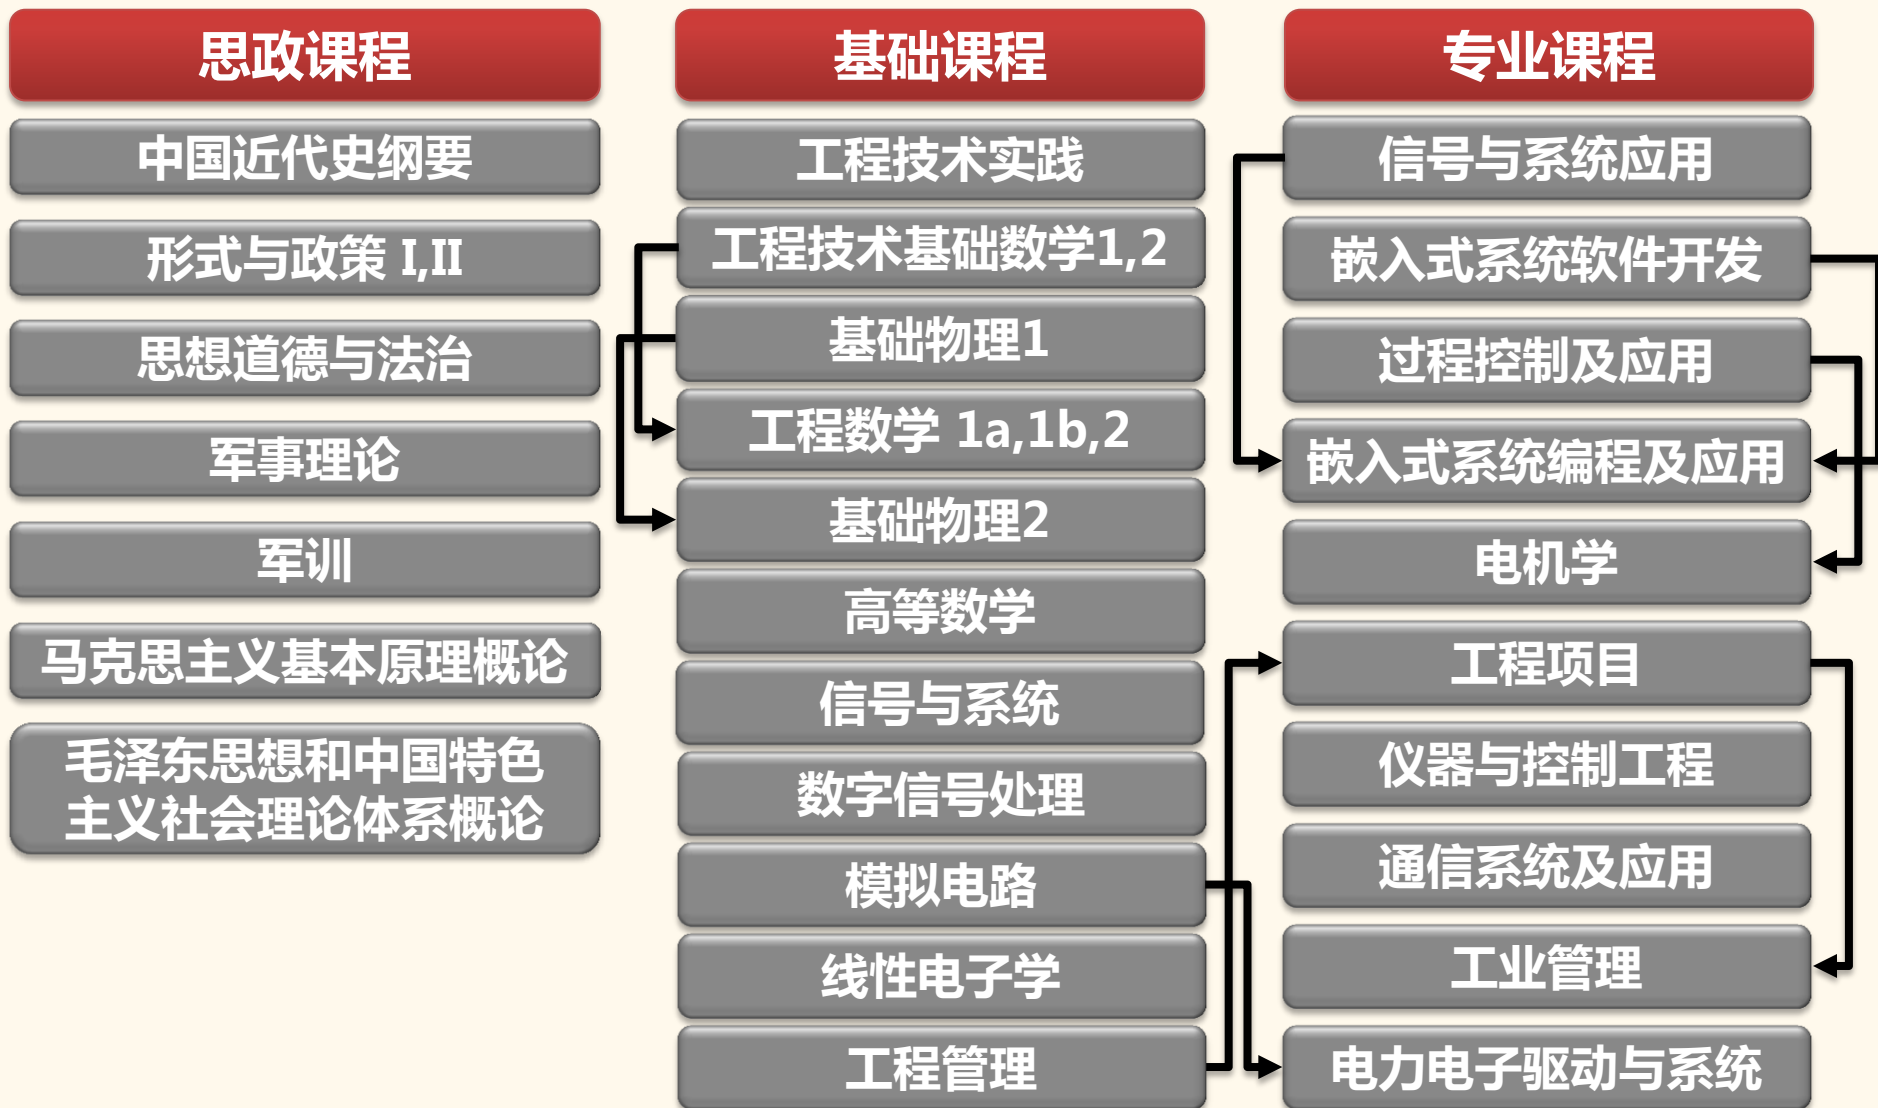 思政课程
中国近代史纲要
形式与政策 I,II
思想道德与法治
军事理论
军训
马克思主义基本原理概论
毛泽东思想和中国特色
主义社会理论体系概论
基础课程
工程技术实践
工程技术基础数学1,2
基础物理1
工程数学 1a,1b,2
基础物理2
高等数学
信号与系统
数字信号处理
模拟电路
线性电子学
工程管理
专业课程
信号与系统应用
嵌入式系统软件开发
过程控制及应用
嵌入式系统编程及应用
电机学
工程项目
仪器与控制工程
通信系统及应用
工业管理
电力电子驱动与系统